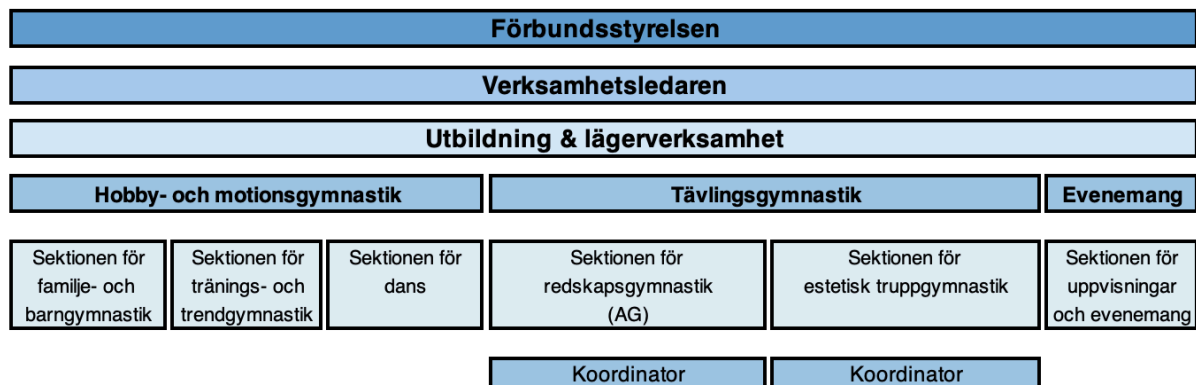 Förbundsstyrelsen
Verksamhetsledaren
Utbildning & lägerverksamhet
Hobby- och motionsgymnastik
Tävlingsgymnastik
Evenemang
Sektionen för
familje- och
barngymnastik
Sektionen för
tränings- och
trendgymnastik
Sektionen för
dans
Sektionen för
redskapsgymnastik
(AG)
Sektionen för
estetisk truppgymnastik
Sektionen för
uppvisningar
och evenemang
Koordinator
Koordinator